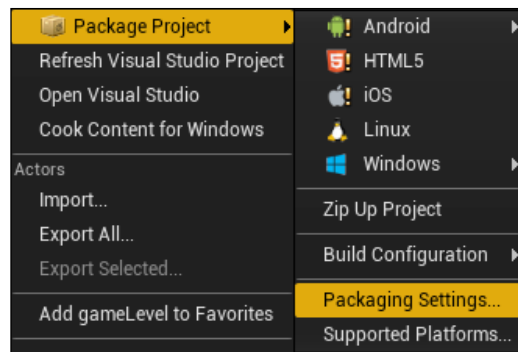 Package Project
Refresh Visual Studio Project
Open Visual Studio
Cook Content for Windows
Actors
Import...
Export All...
Export Selected...
Add gameLevel to Favorites
Android
HTML5
iOS
Linux
Windows
Zip Up Project
Build Configuration
Packaging Settings...
Supported Platforms...